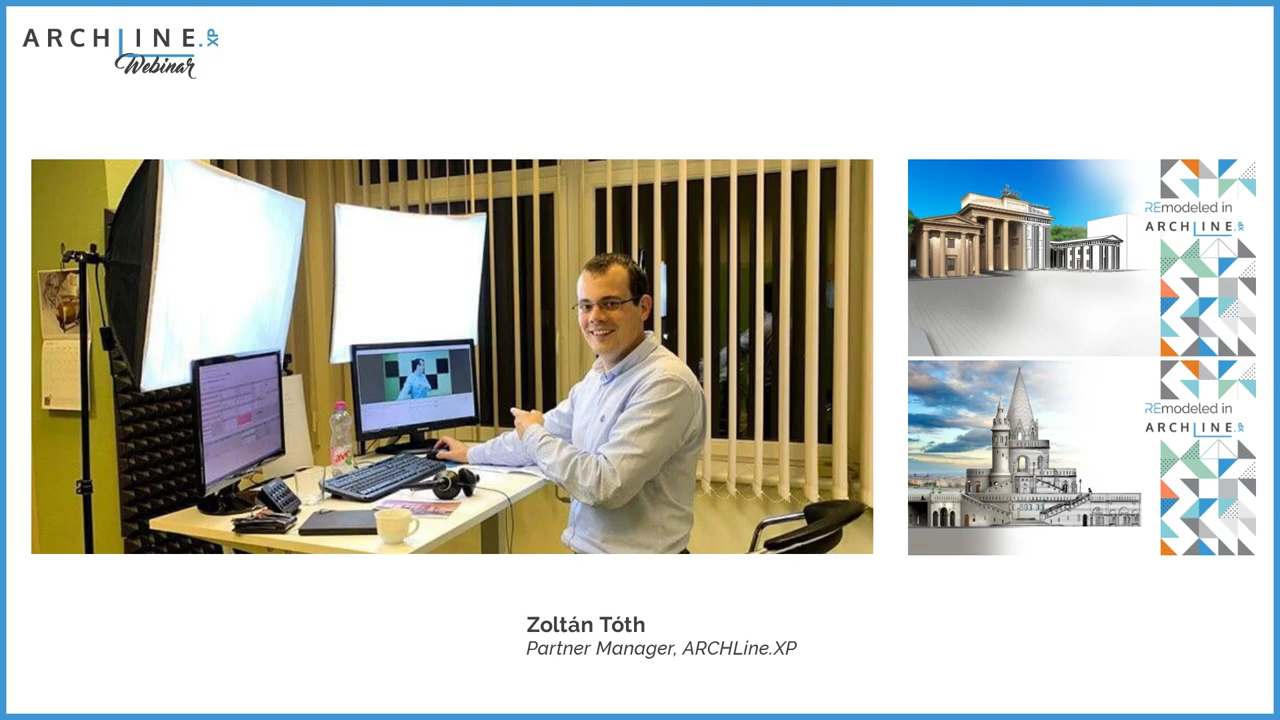 ARCHLINE.XP
Webinar
REmodeled in
ARCHLINE.XP
REmodeled in
ARCHLINE.XP
Zoltán Tóth
Partner Manager, ARCHLine.XP